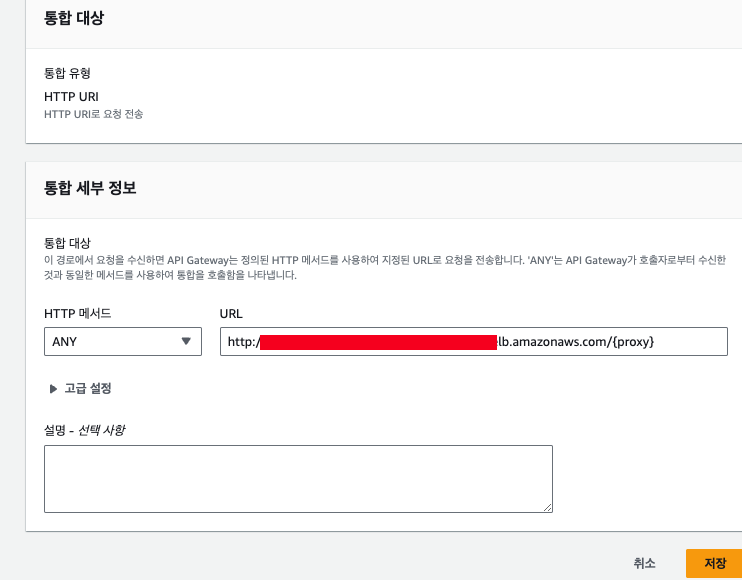 통합 대상
통합 유형
HTTP URI
HTTP URI로 요청 전송
통합 세부 정보
통합 대상
이 경로에서 요청을 수신하면 API Gateway는 정의된 HTTP 메서드를 사용하여 지정된 URL로 요청을 전송합니다. 'ANY'는 API Gateway가 호출자로부터 수신한
것과 동일한 메서드를 사용하여 통합을 호출함을 나타냅니다.
HTTP 메서드 URL
ANY http:/ lb.amazonaws.com/{proxy}
고급 설정
설명 - 선택 사항
취소 저장